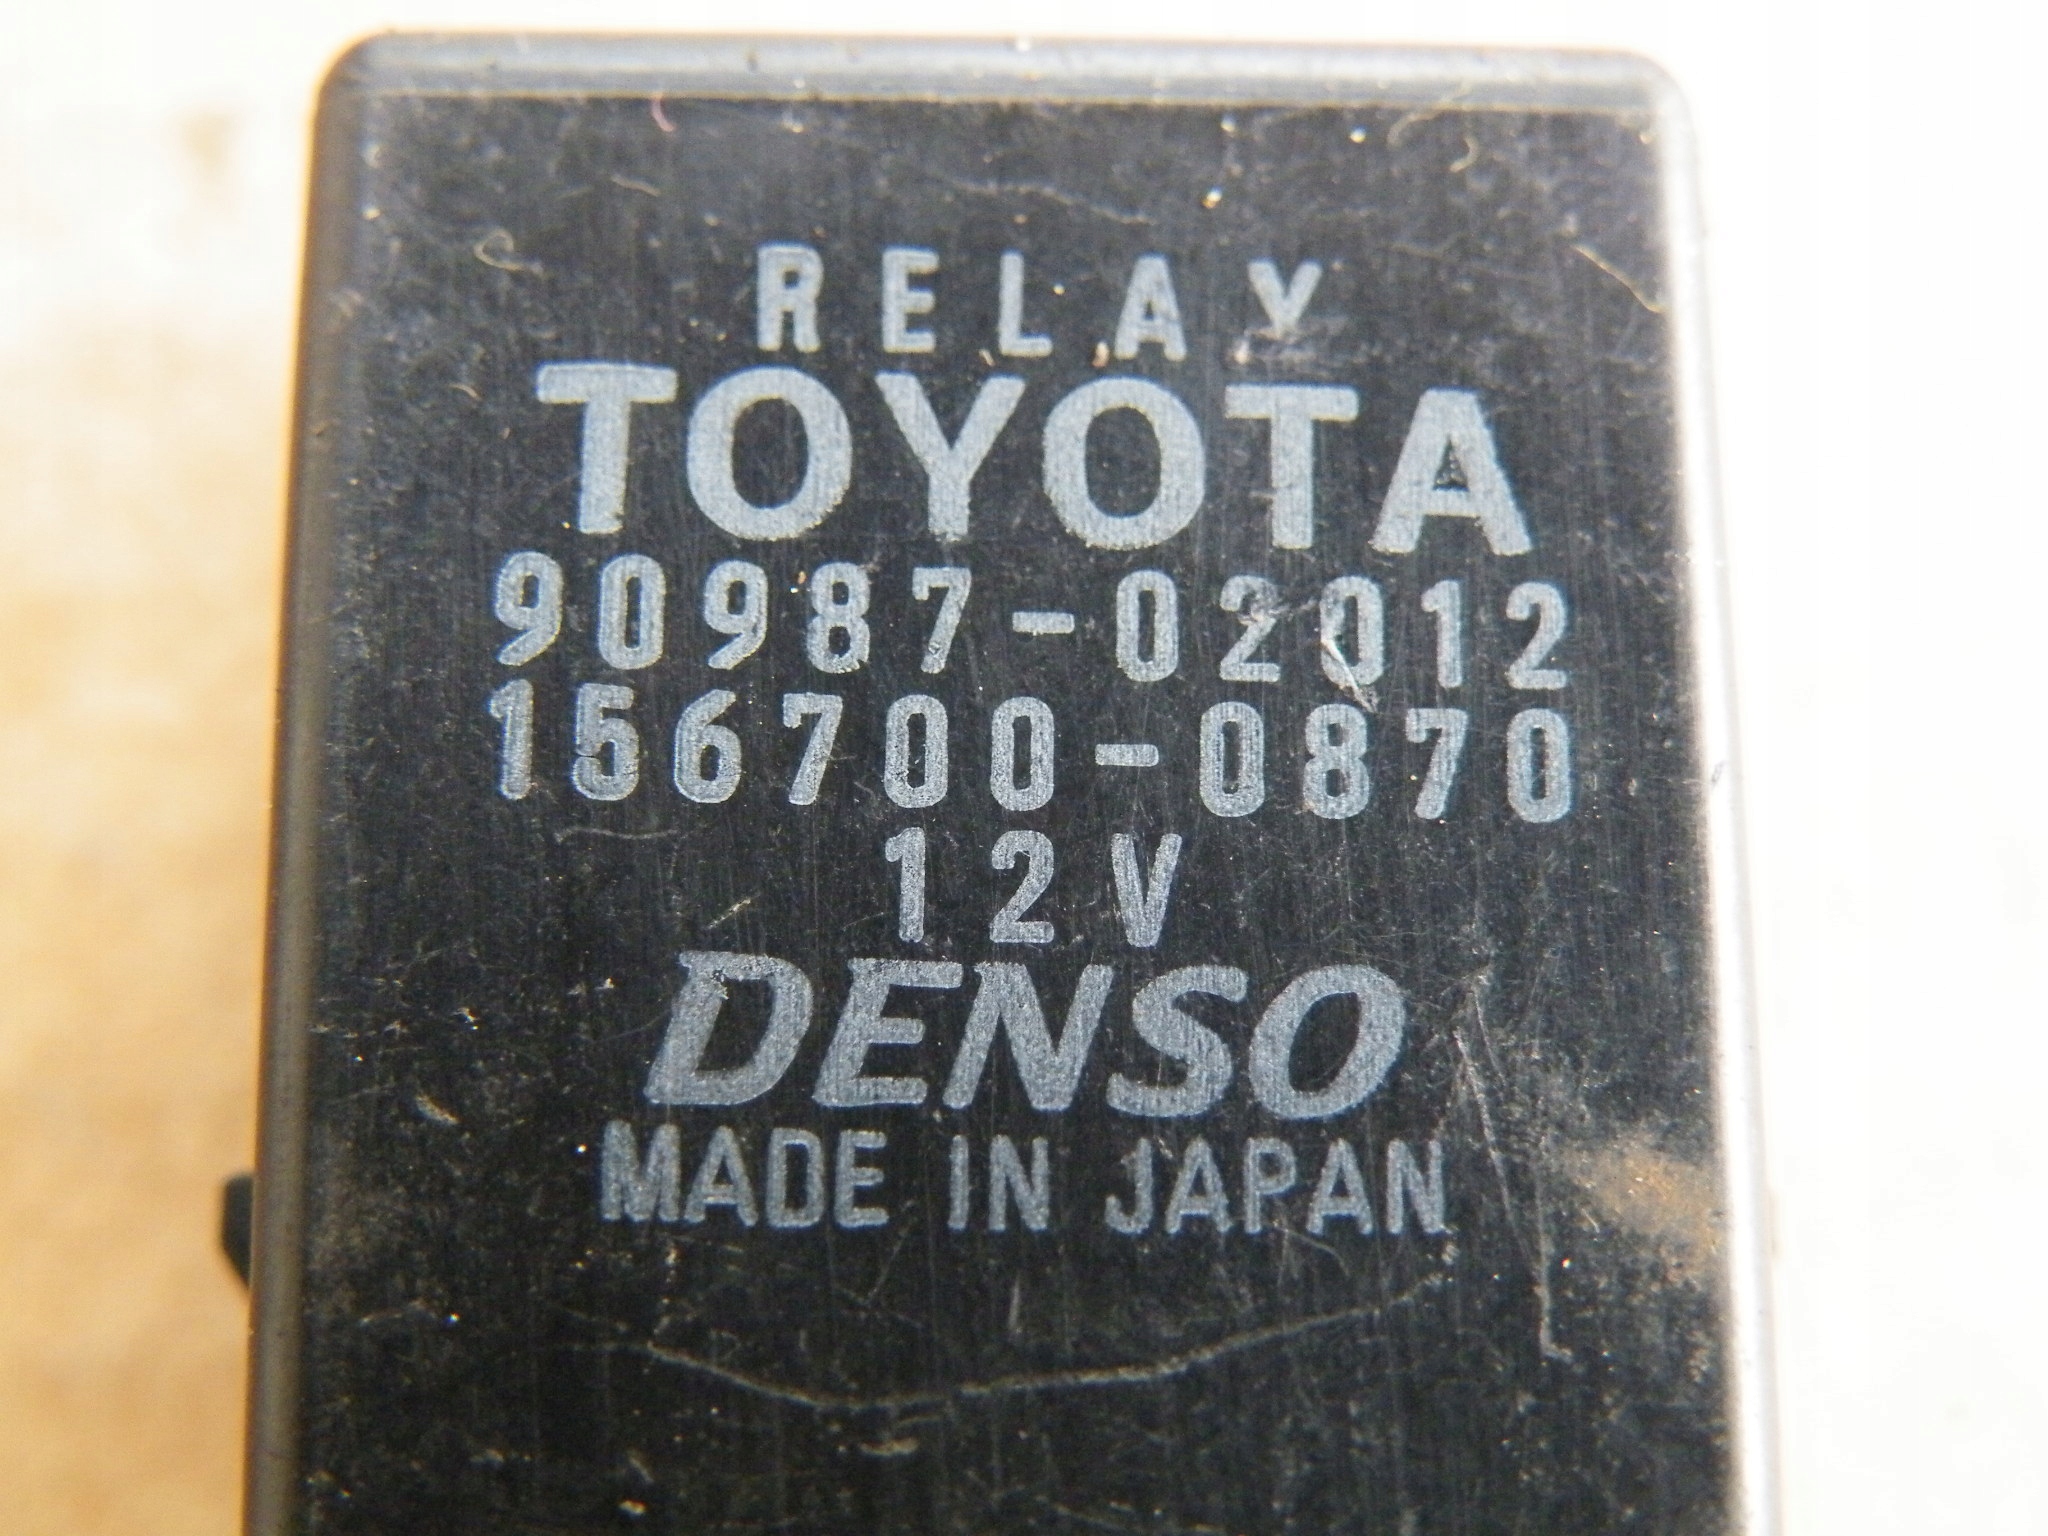 RELAY
TOYOTA
90987-02012
156700-0870
12V
DENSO
MADE IN JAPAN